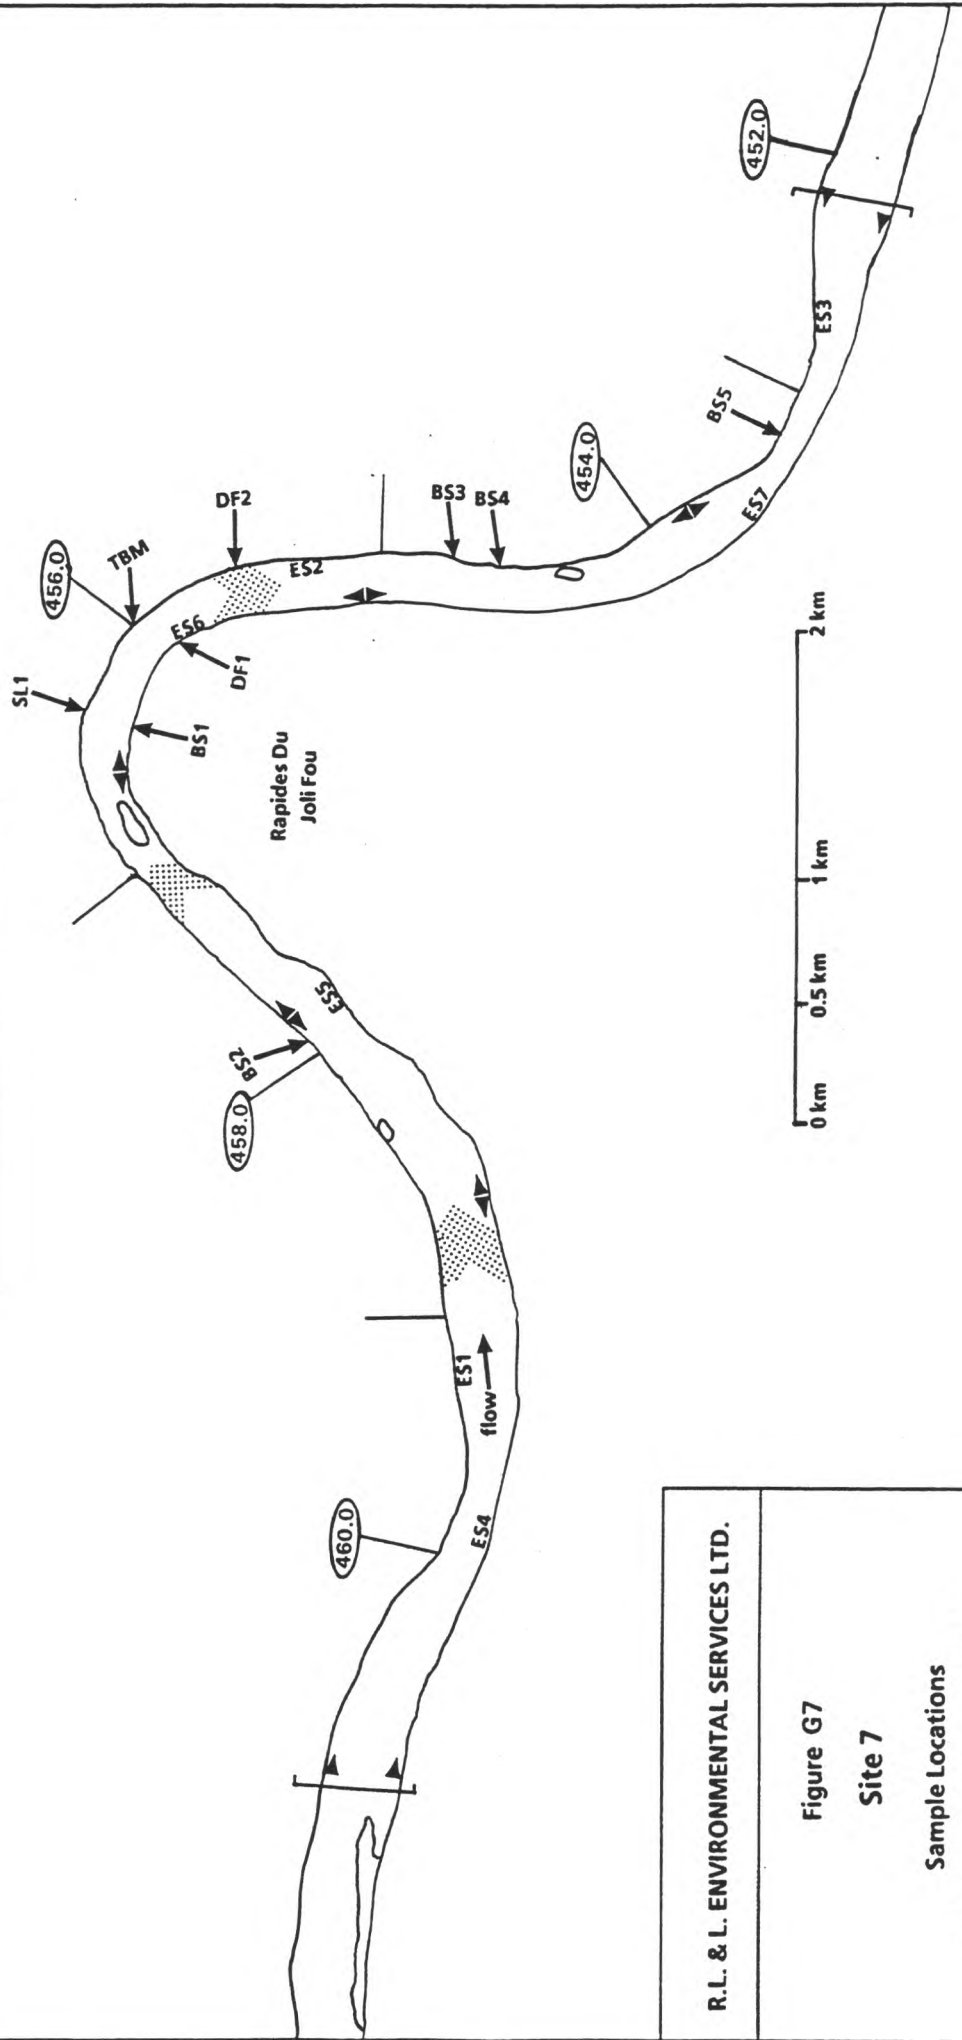 460.0
ES4
flow
ES1
458.0
BS2
ES5
Rapides Du
Joli Fou
BS1
SL1
456.0
TBM
DF1
ES6
DF2
ES2
BS3
BS4
454.0
ES7
BS5
ES3
452.0
0 km
0.5 km
1 km
2 km
R.L. & L. ENVIRONMENTAL SERVICES LTD.
Figure G7
Site 7
Sample Locations